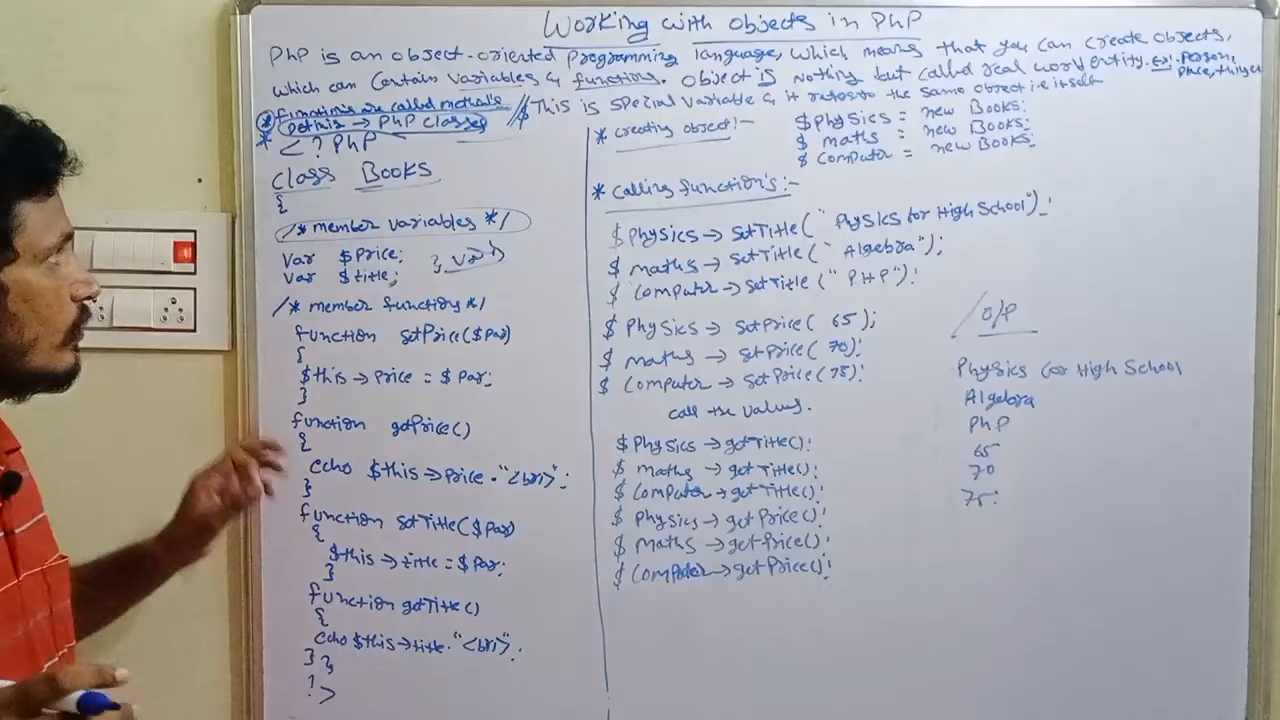 Working with objects in PHP
PHP is an object-oriented programming language, which means that you can create objects,
which can contain variables & functions. object is nothing but called real word entity. Ex: Person,
Place, things
* functions are called methods
// $This is special variable & it refers to the same object i.e itself
* Define → PHP Classes
< ? PHP
class Books
{
/* member variables */
Var $Price;
Var $title;
} var
/* member functions */
function setPrice($Par)
{
$this → Price = $Par;
}
function getPrice()
{
echo $this → Price . "<br/>";
}
function setTitle($Par)
{
$this → title = $Par;
}
function getTitle()
{
echo $this → title . "<br/>";
} }
? >
* creating object :-
$ Physics = new Books;
$ maths = new Books;
$ Computer = new Books;
* Calling function's :-
$ Physics → SetTitle( " Physics for High School");
$ maths → SetTitle( " Algebra");
$ Computer → SetTitle( " PHP");
$ Physics → SetPrice( 65);
$ maths → SetPrice( 70);
$ Computer → SetPrice(75);
call the values.
$ Physics → getTitle();
$ maths → getTitle();
$ Computer → getTitle();
$ Physics → getPrice();
$ maths → getPrice();
$ Computer → getPrice();
O/P
Physics for High School
Algebra
PHP
65
70
75